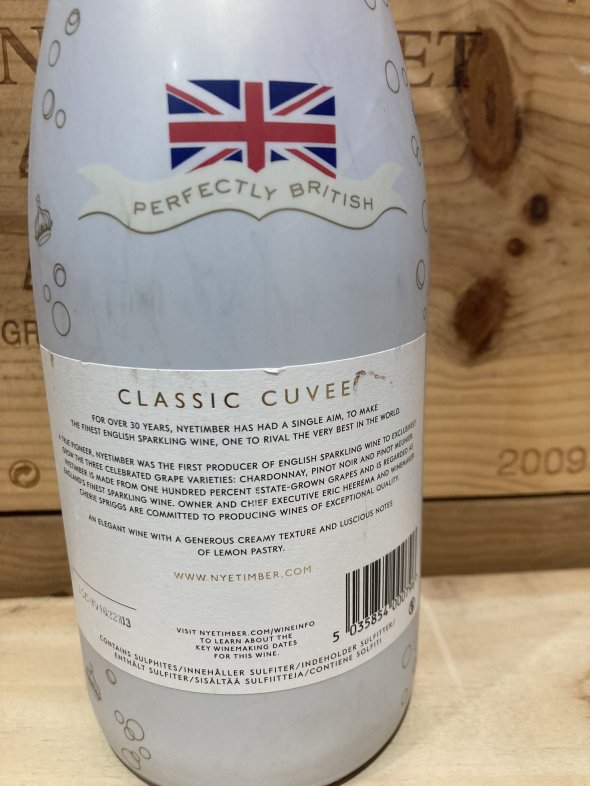 ET
PERFECTLY BRITISH
GR
CLASSIC CUVEE
FOR OVER 30 YEARS, NYETIMBER HAS HAD A SINGLE AIM, TO MAKE
THE FINEST ENGLISH SPARKLING WINE, ONE TO RIVAL THE VERY BEST IN THE WORLD.
A TRUE PIONEER, NYETIMBER WAS THE FIRST PRODUCER OF ENGLISH SPARKLING WINE TO EXCLUSIVELY
GROW THE THREE CELEBRATED GRAPE VARIETIES: CHARDONNAY, PINOT NOIR AND PINOT MEUNIER.
NYETIMBER IS MADE FROM ONE HUNDRED PERCENT ESTATE-GROWN GRAPES AND IS REGARDED AS
ENGLAND'S FINEST SPARKLING WINE. OWNER AND CHIEF EXECUTIVE ERIC HEEREMA AND WINEMAKER
CHERIE SPRIGGS ARE COMMITTED TO PRODUCING WINES OF EXCEPTIONAL QUALITY.
AN ELEGANT WINE WITH A GENEROUS CREAMY TEXTURE AND LUSCIOUS NOTES
OF LEMON PASTRY.
WWW.NYETIMBER.COM
2009
VISIT NYETIMBER.COM/WINEINFO
TO LEARN ABOUT THE
KEY WINEMAKING DATES
FOR THIS WINE.
5 035854 000
CONTAINS SULPHITES/INNEHÅLLER SULFITER/INDEHOLDER SULFITTER/
ENTHÄLT SULFITER/SISÄLTÄÄ SULFIITTEJA/CONTIENE SOLFITI